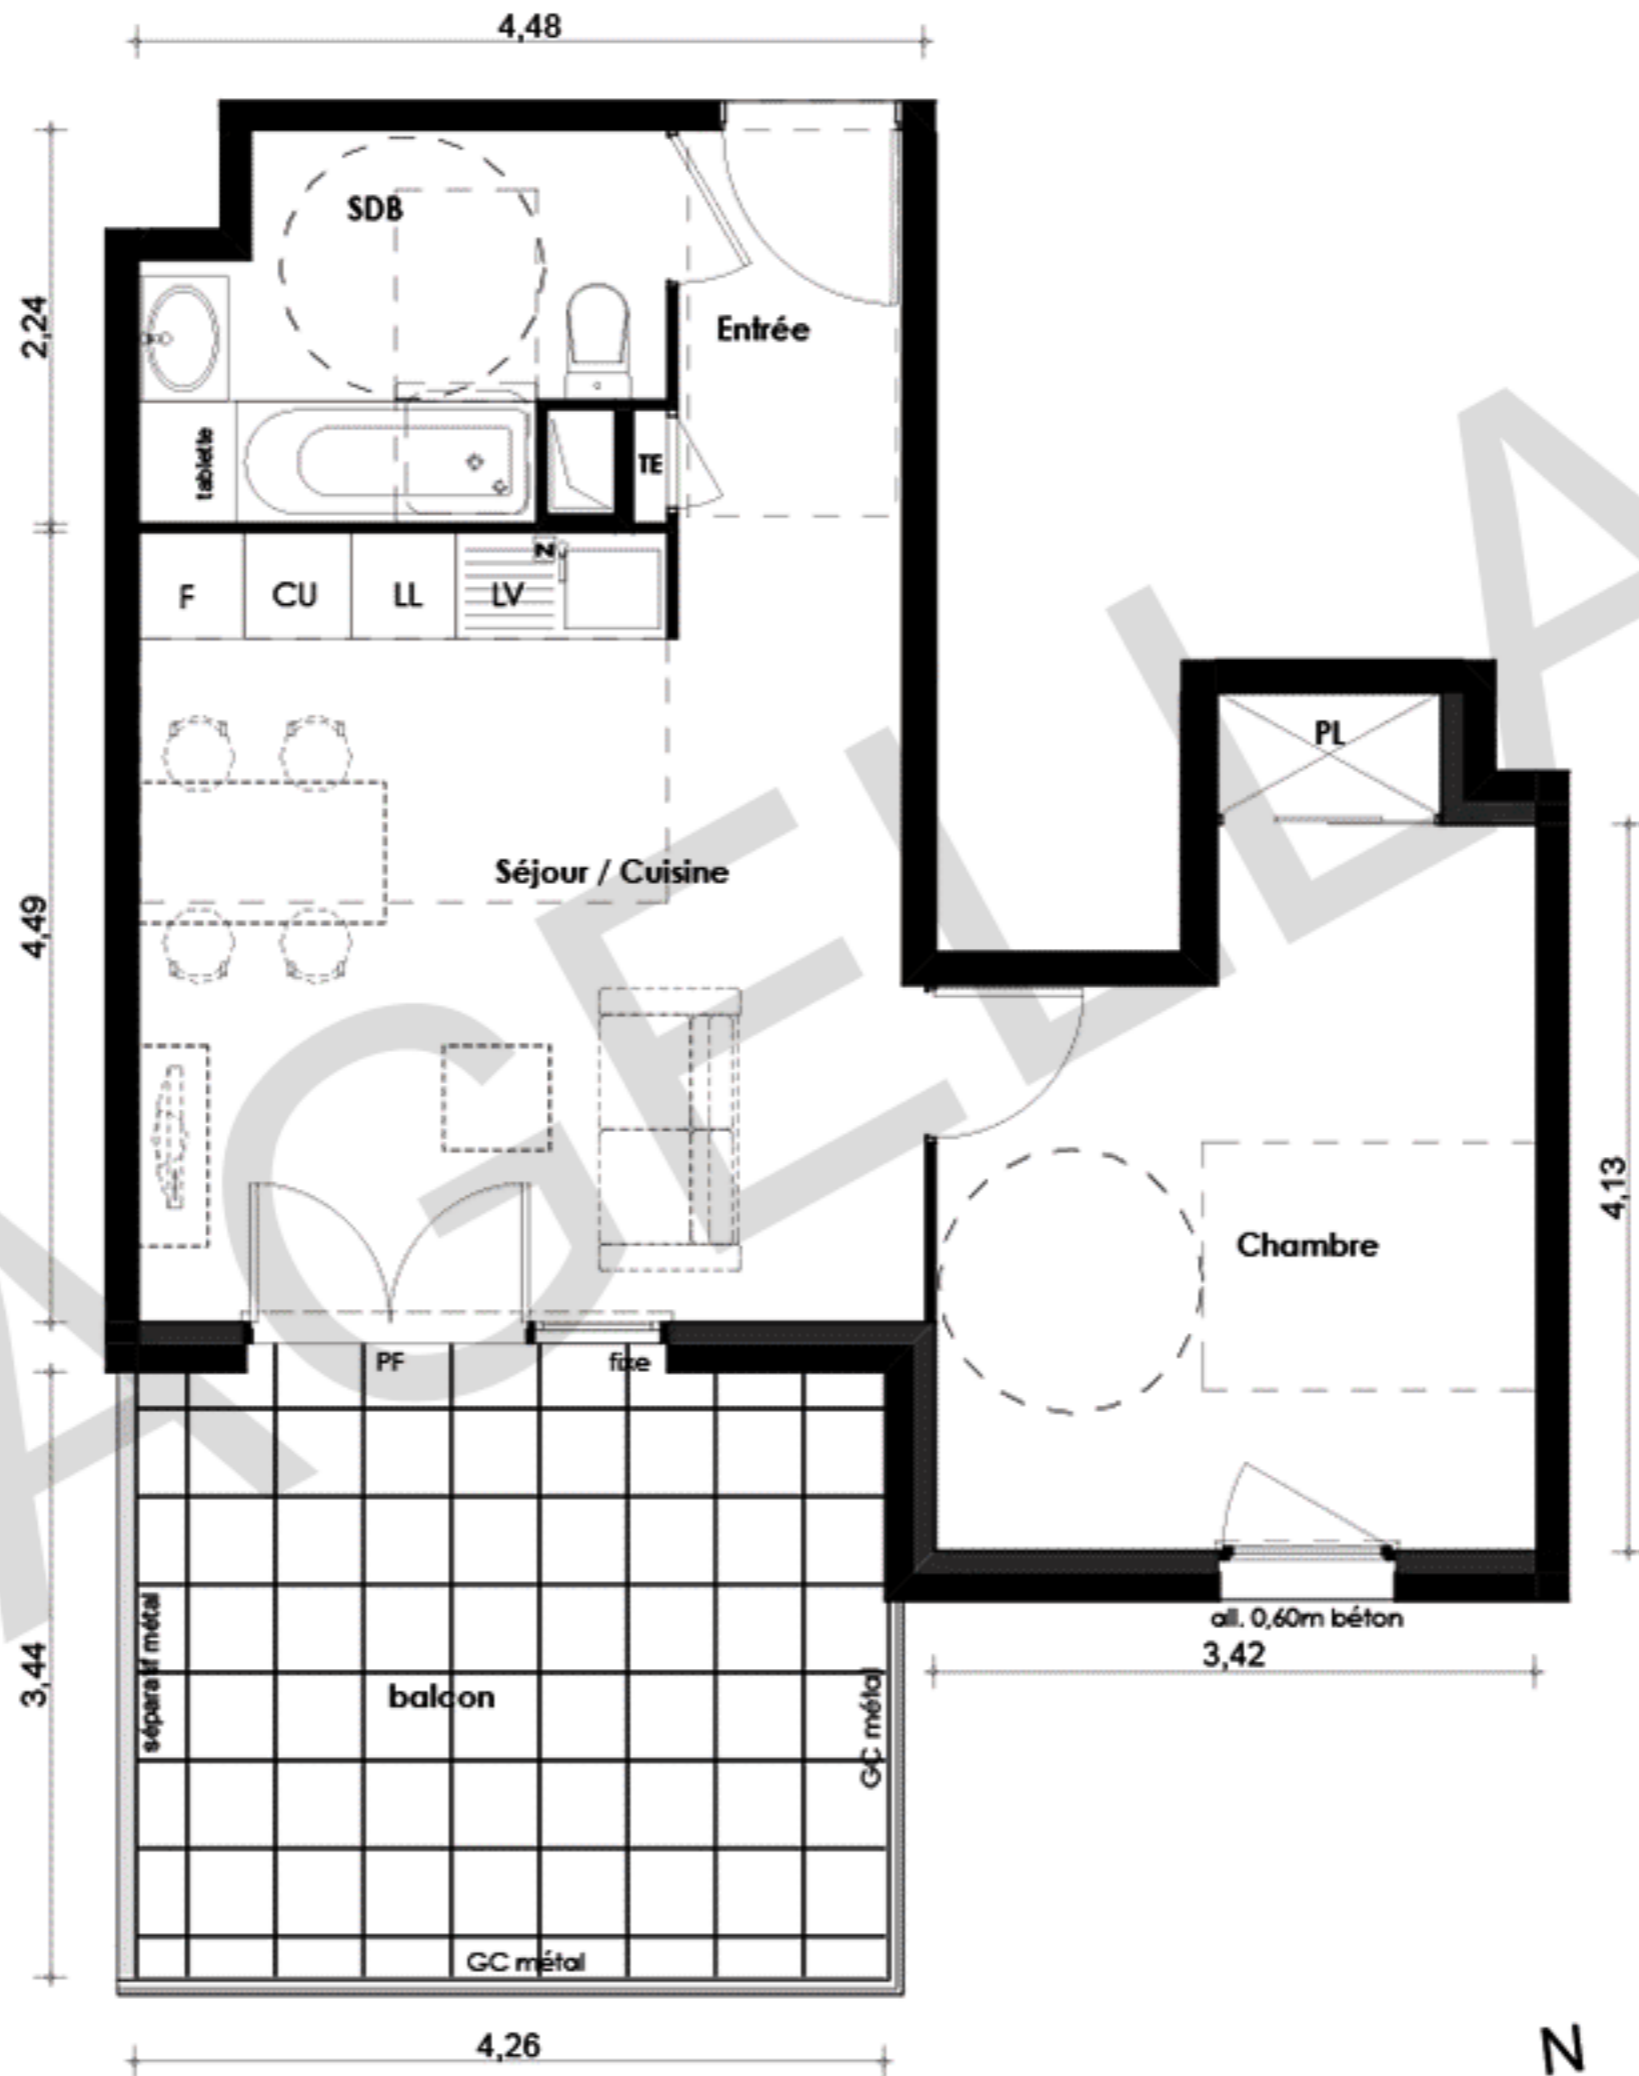 4,48
SDB
2,24
Entrée
tablette
TE
F
CU
LL
LV
N
PL
Séjour / Cuisine
4,49
4,13
Chambre
PF
fixe
all. 0,60m béton
3,42
3,44
séparatif métal
balcon
GC métal
GC métal
4,26
N
AGELLA